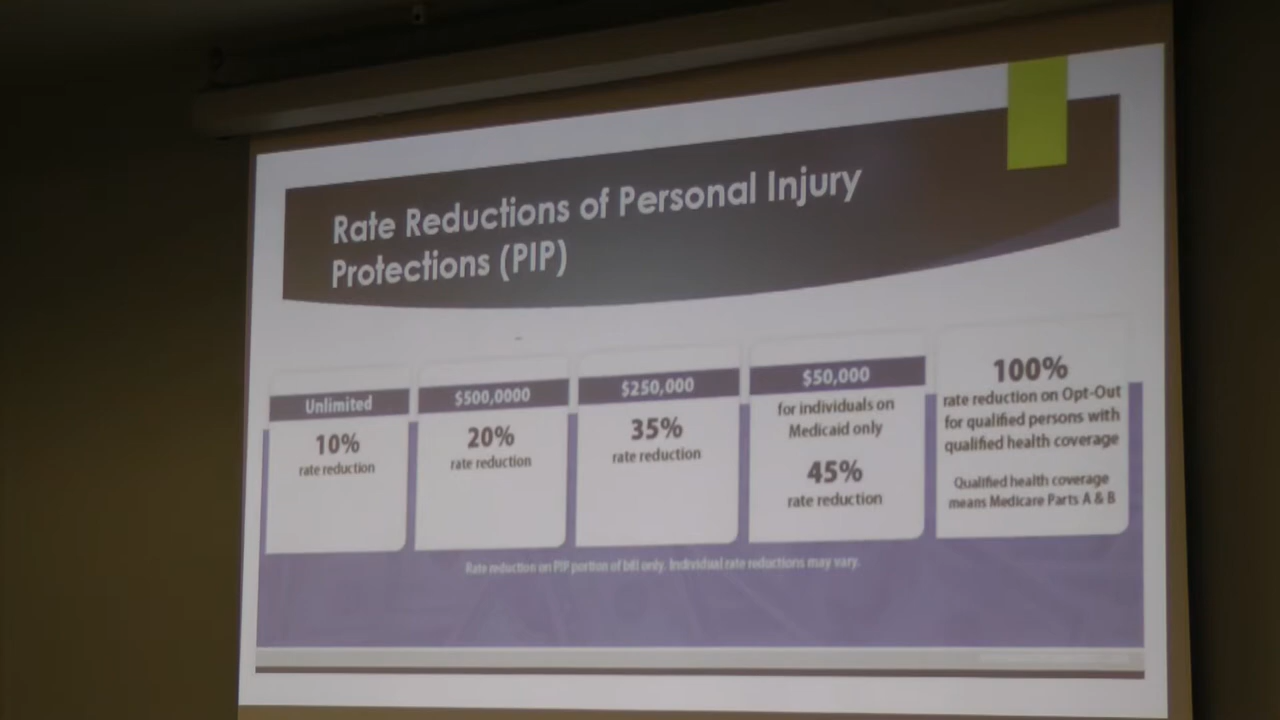 Rate Reductions of Personal Injury
Protections (PIP)
Unlimited
10%
rate reduction
$500,0000
20%
rate reduction
$250,000
35%
rate reduction
$50,000
for individuals on
Medicaid only
45%
rate reduction
100%
rate reduction on Opt-Out
for qualified persons with
qualified health coverage
Qualified health coverage
means Medicare Parts A & B
Rate reduction on PIP portion of bill only. Individual rate reductions may vary.